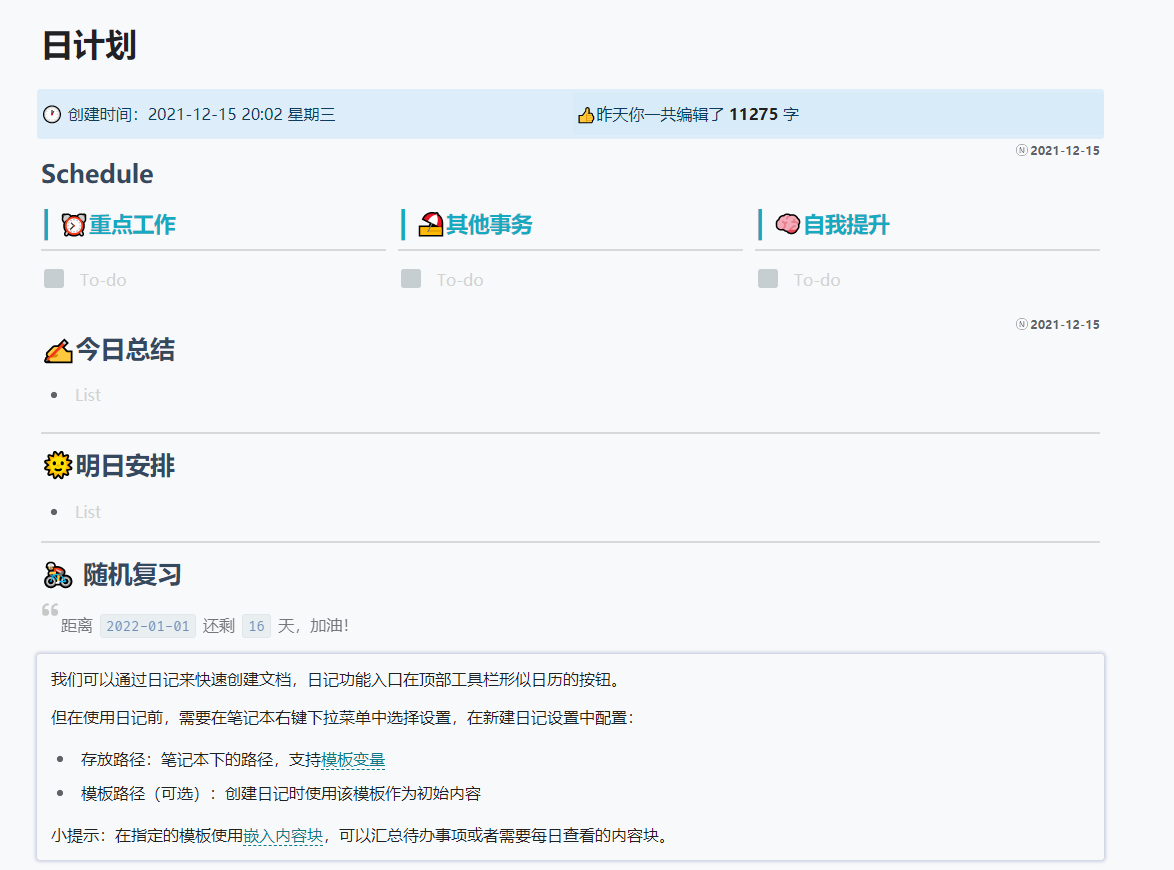 日计划
创建时间：2021-12-15 20:02 星期三
昨天你一共编辑了 11275 字
Ⓝ 2021-12-15
Schedule
重点工作
其他事务
自我提升
To-do
To-do
To-do
Ⓝ 2021-12-15
今日总结
List
明日安排
List
随机复习
距离 2022-01-01 还剩 16 天，加油！
我们可以通过日记来快速创建文档，日记功能入口在顶部工具栏形似日历的按钮。
但在使用日记前，需要在笔记本右键下拉菜单中选择设置，在新建日记设置中配置：
存放路径：笔记本下的路径，支持模板变量
模板路径（可选）：创建日记时使用该模板作为初始内容
小提示：在指定的模板使用嵌入内容块，可以汇总待办事项或者需要每日查看的内容块。